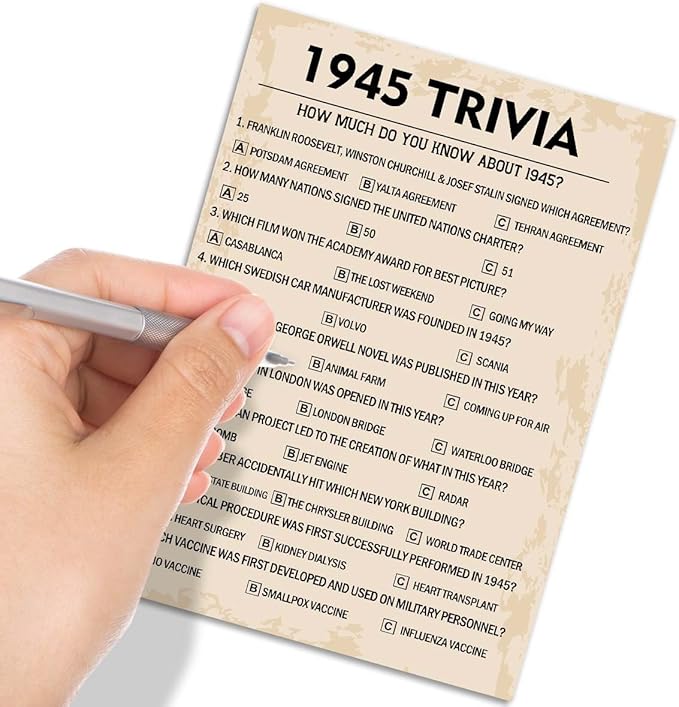 1945 TRIVIA
HOW MUCH DO YOU KNOW ABOUT 1945?
1. FRANKLIN ROOSEVELT, WINSTON CHURCHILL & JOSEF STALIN SIGNED WHICH AGREEMENT?
A POTSDAM AGREEMENT B YALTA AGREEMENT C TEHRAN AGREEMENT
2. HOW MANY NATIONS SIGNED THE UNITED NATIONS CHARTER?
A 25 B 50 C 51
3. WHICH FILM WON THE ACADEMY AWARD FOR BEST PICTURE?
A CASABLANCA B THE LOST WEEKEND C GOING MY WAY
4. WHICH SWEDISH CAR MANUFACTURER WAS FOUNDED IN 1945?
B VOLVO C SCANIA
GEORGE ORWELL NOVEL WAS PUBLISHED IN THIS YEAR?
B ANIMAL FARM C COMING UP FOR AIR
IN LONDON WAS OPENED IN THIS YEAR?
B LONDON BRIDGE C WATERLOO BRIDGE
PROJECT LED TO THE CREATION OF WHAT IN THIS YEAR?
B JET ENGINE C RADAR
ACCIDENTALLY HIT WHICH NEW YORK BUILDING?
STATE BUILDING B THE CHRYSLER BUILDING C WORLD TRADE CENTER
PROCEDURE WAS FIRST SUCCESSFULLY PERFORMED IN 1945?
HEART SURGERY B KIDNEY DIALYSIS C HEART TRANSPLANT
VACCINE WAS FIRST DEVELOPED AND USED ON MILITARY PERSONNEL?
VACCINE B SMALLPOX VACCINE C INFLUENZA VACCINE